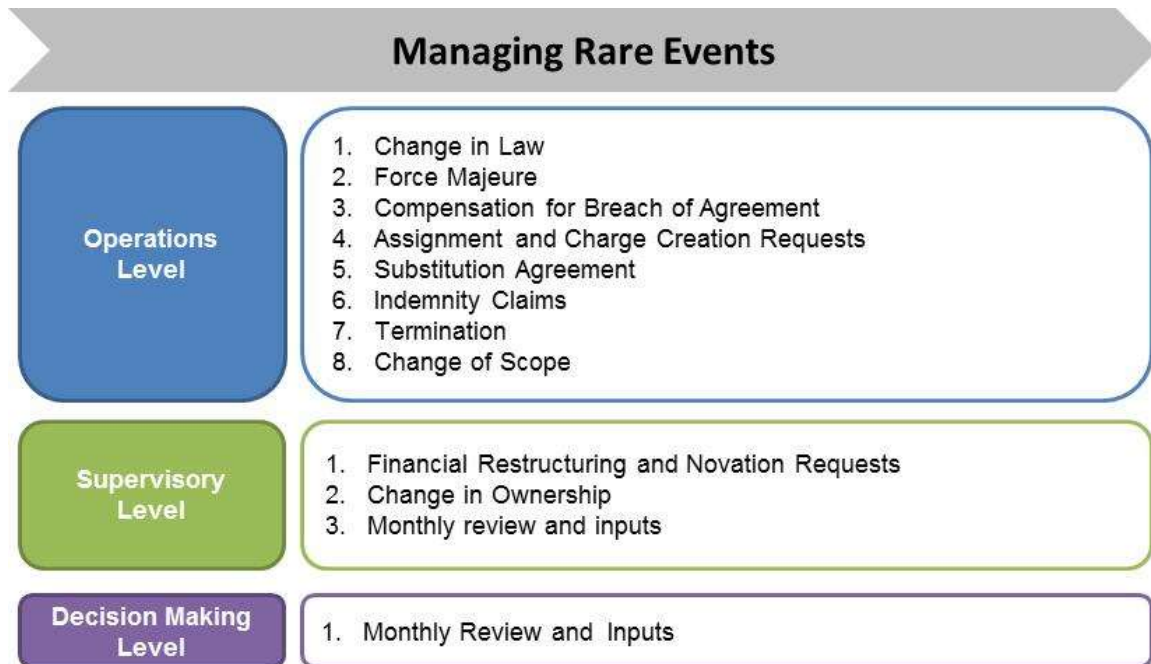 Managing Rare Events
Operations
Level
1. Change in Law
2. Force Majeure
3. Compensation for Breach of Agreement
4. Assignment and Charge Creation Requests
5. Substitution Agreement
6. Indemnity Claims
7. Termination
8. Change of Scope
Supervisory
Level
1. Financial Restructuring and Novation Requests
2. Change in Ownership
3. Monthly review and inputs
Decision Making
Level
1. Monthly Review and Inputs